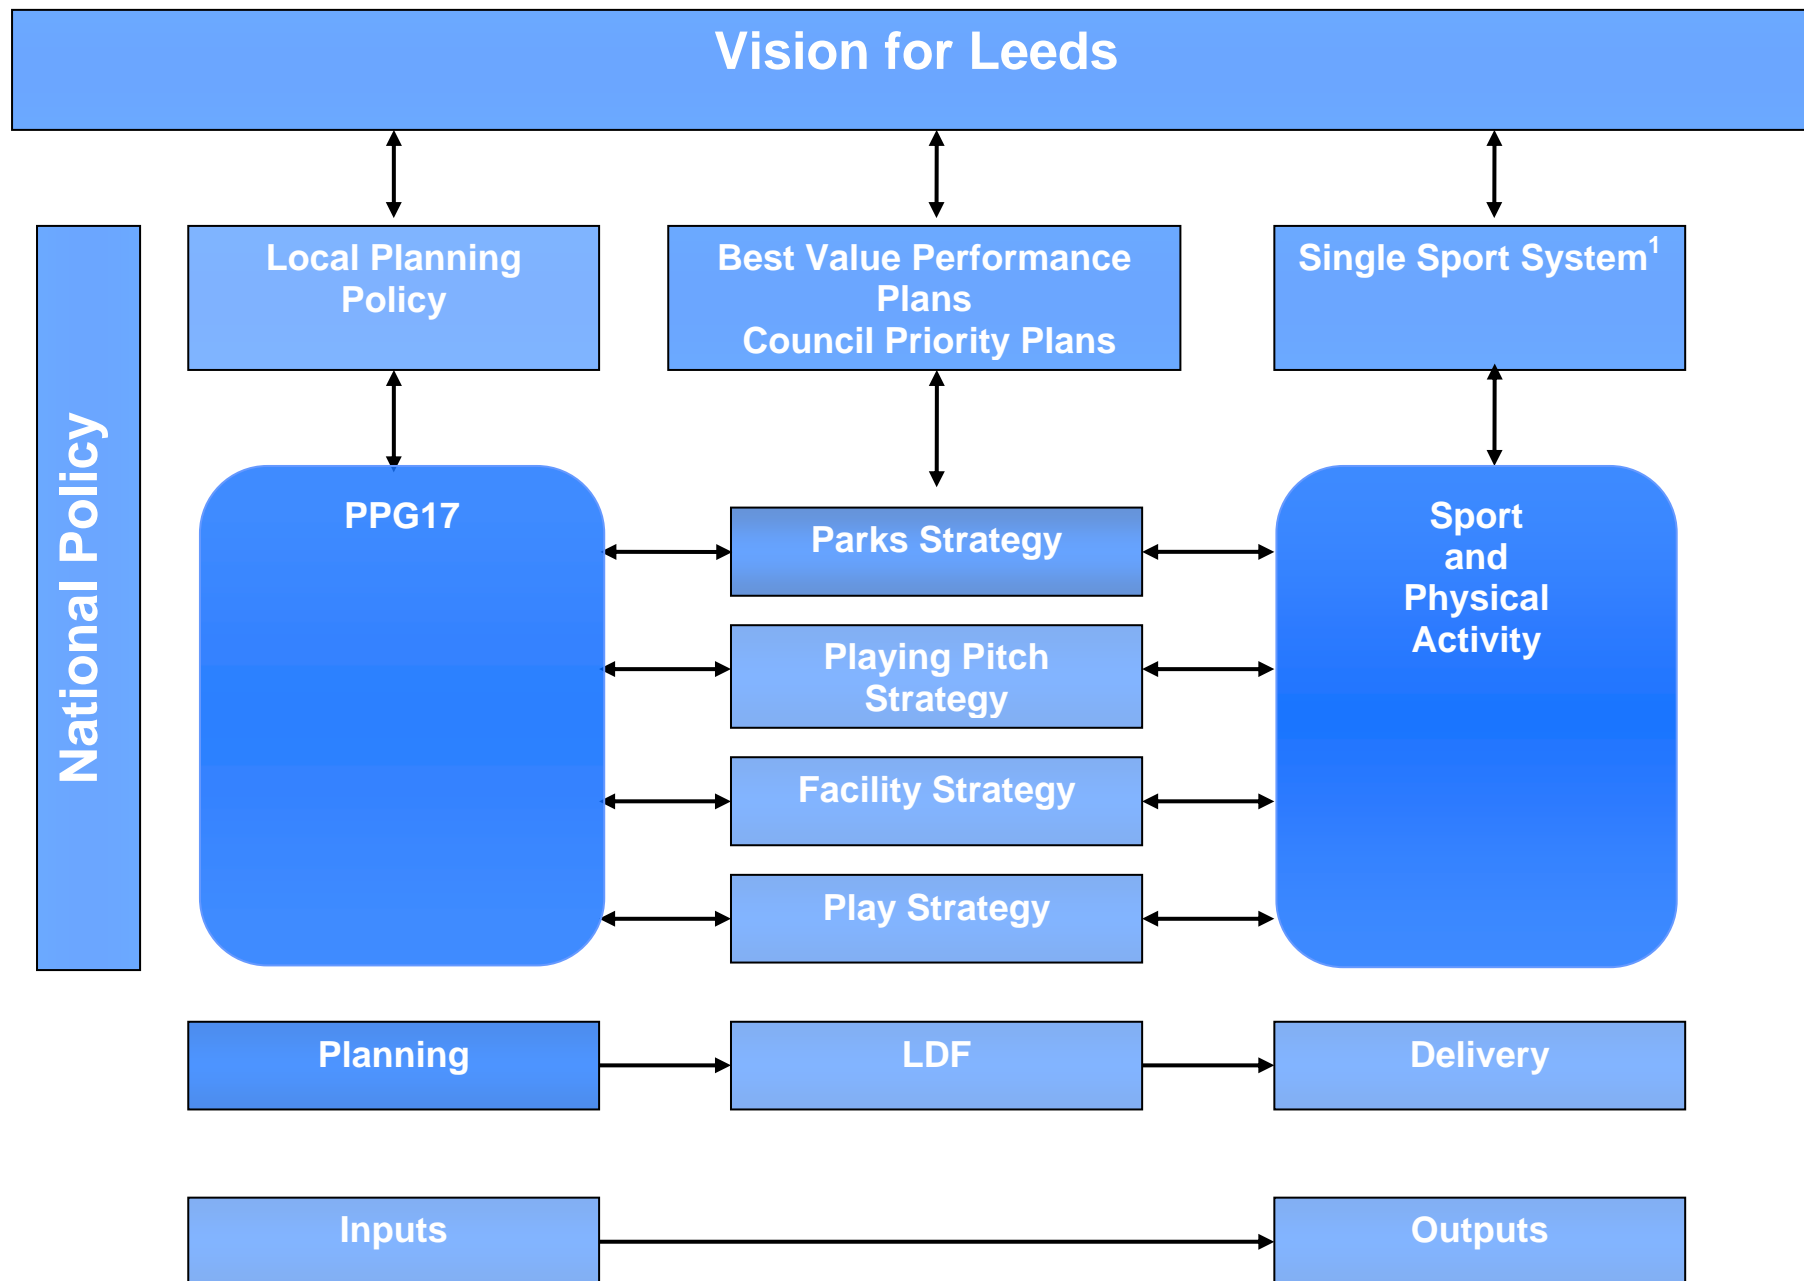 Vision for Leeds
National Policy
Local Planning
Policy
Best Value Performance
Plans
Council Priority Plans
Single Sport System¹
PPG17
Parks Strategy
Playing Pitch
Strategy
Facility Strategy
Play Strategy
Sport
and
Physical
Activity
Planning
LDF
Delivery
Inputs
Outputs